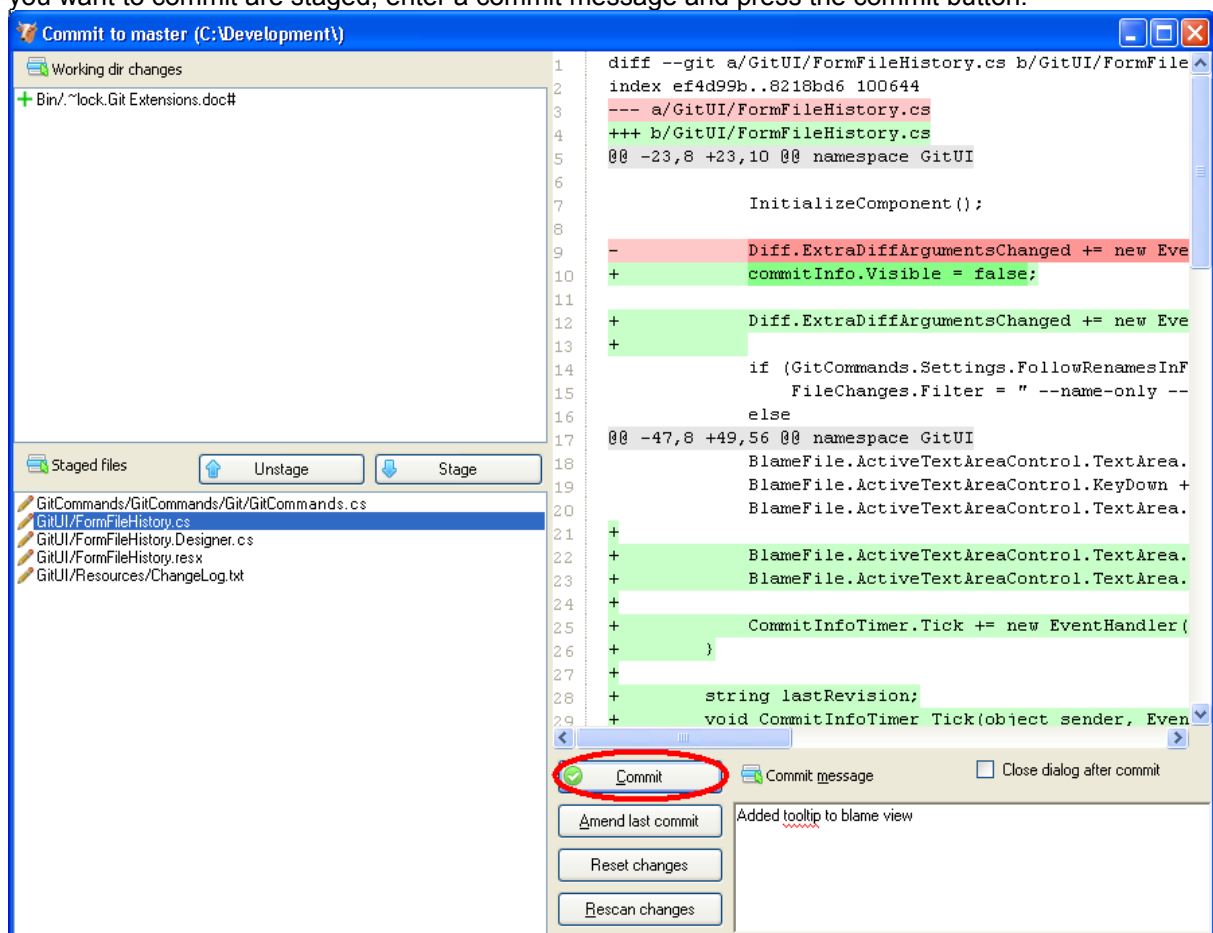 you want to commit are staged, enter a commit message and press the commit button.
Commit to master (C:\Development\)
Working dir changes
Bin/.~lock.Git Extensions.doc#
Staged files
Unstage
Stage
GitCommands/GitCommands/Git/GitCommands.cs
GitUI/FormFileHistory.cs
GitUI/FormFileHistory.Designer.cs
GitUI/FormFileHistory.resx
GitUI/Resources/ChangeLog.txt
1 diff --git a/GitUI/FormFileHistory.cs b/GitUI/FormFile
2 index ef4d99b..8218bd6 100644
3 --- a/GitUI/FormFileHistory.cs
4 +++ b/GitUI/FormFileHistory.cs
5 @@ -23,8 +23,10 @@ namespace GitUI
6
7 InitializeComponent();
8
9 - Diff.ExtraDiffArgumentsChanged += new Eve
10 + commitInfo.Visible = false;
11
12 + Diff.ExtraDiffArgumentsChanged += new Eve
13 +
14 if (GitCommands.Settings.FollowRenamesInF
15 FileChanges.Filter = " --name-only --
16 else
17 @@ -47,8 +49,56 @@ namespace GitUI
18 BlameFile.ActiveTextAreaControl.TextArea.
19 BlameFile.ActiveTextAreaControl.KeyDown +
20 BlameFile.ActiveTextAreaControl.TextArea.
21 +
22 + BlameFile.ActiveTextAreaControl.TextArea.
23 + BlameFile.ActiveTextAreaControl.TextArea.
24 +
25 + CommitInfoTimer.Tick += new EventHandler(
26 + }
27 +
28 + string lastRevision;
29 + void CommitInfoTimer_Tick(object sender, Even
Commit
Commit message
Close dialog after commit
Amend last commit
Reset changes
Rescan changes
Added tooltip to blame view